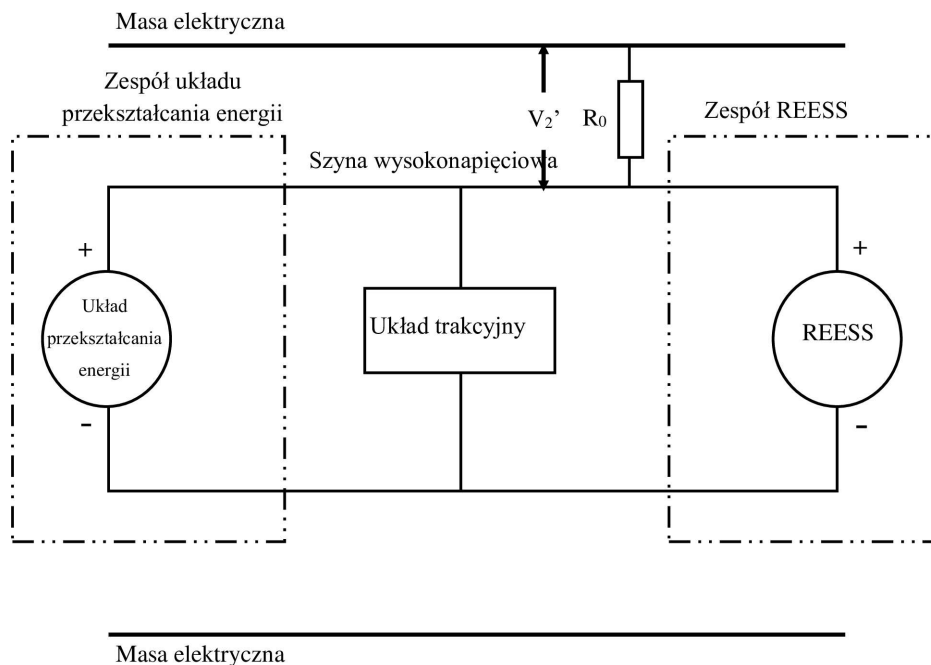 Masa elektryczna
Zespół układu
przekształcania energii
V₂’
R₀
Zespół REESS
Szyna wysokonapięciowa
+
+
Układ
przekształcania
energii
Układ trakcyjny
REESS
-
-
Masa elektryczna